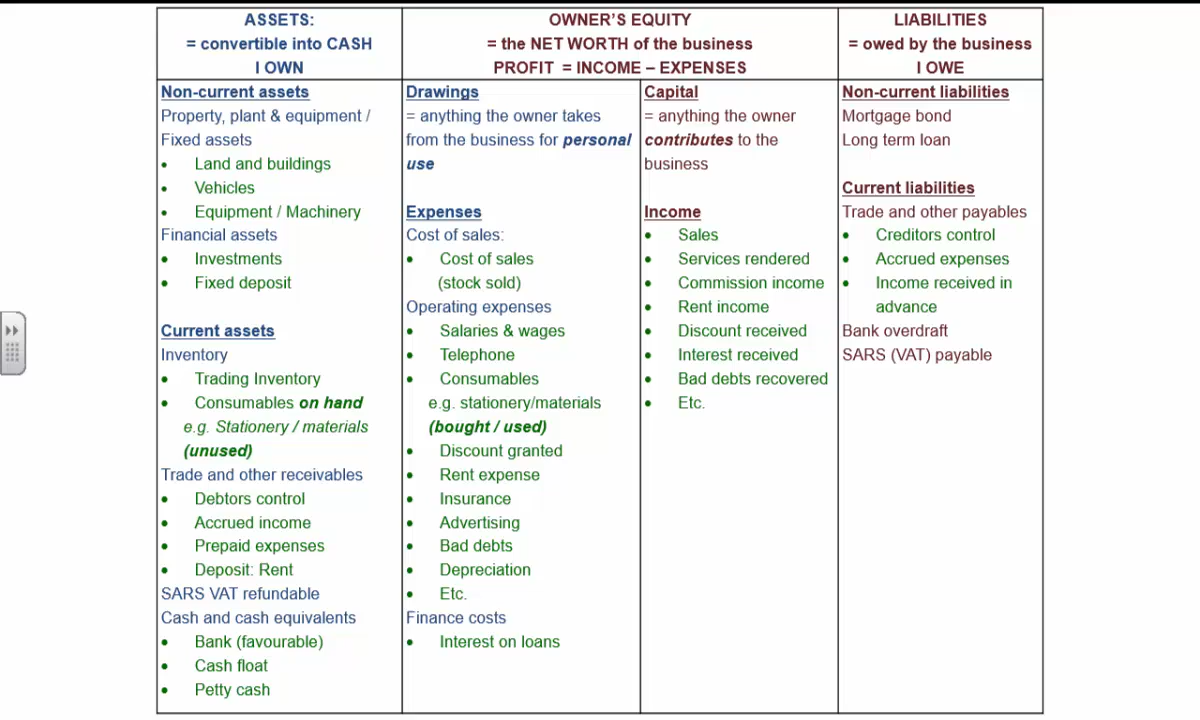 ASSETS:
= convertible into CASH
I OWN
OWNER'S EQUITY
= the NET WORTH of the business
PROFIT = INCOME – EXPENSES
LIABILITIES
= owed by the business
I OWE
Non-current assets
Property, plant & equipment /
Fixed assets
• Land and buildings
• Vehicles
• Equipment / Machinery
Financial assets
• Investments
• Fixed deposit
Current assets
Inventory
• Trading Inventory
• Consumables on hand
e.g. Stationery / materials
(unused)
Trade and other receivables
• Debtors control
• Accrued income
• Prepaid expenses
• Deposit: Rent
SARS VAT refundable
Cash and cash equivalents
• Bank (favourable)
• Cash float
• Petty cash
Drawings
= anything the owner takes
from the business for personal
use
Expenses
Cost of sales:
• Cost of sales
(stock sold)
Operating expenses
• Salaries & wages
• Telephone
• Consumables
e.g. stationery/materials
(bought / used)
• Discount granted
• Rent expense
• Insurance
• Advertising
• Bad debts
• Depreciation
• Etc.
Finance costs
• Interest on loans
Capital
= anything the owner
contributes to the
business
Income
• Sales
• Services rendered
• Commission income
• Rent income
• Discount received
• Interest received
• Bad debts recovered
• Etc.
Non-current liabilities
Mortgage bond
Long term loan
Current liabilities
Trade and other payables
• Creditors control
• Accrued expenses
• Income received in
advance
Bank overdraft
SARS (VAT) payable